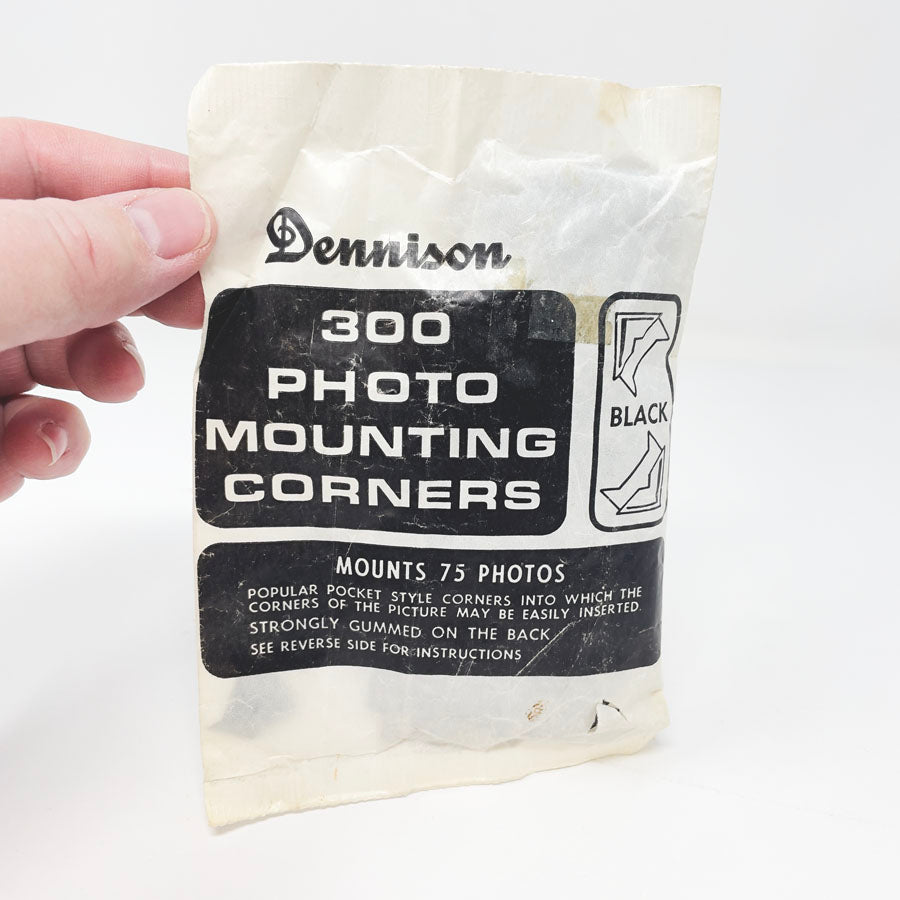 Dennison
300
PHOTO
MOUNTING
CORNERS
BLACK
MOUNTS 75 PHOTOS
POPULAR POCKET STYLE CORNERS INTO WHICH THE
CORNERS OF THE PICTURE MAY BE EASILY INSERTED.
STRONGLY GUMMED ON THE BACK
SEE REVERSE SIDE FOR INSTRUCTIONS